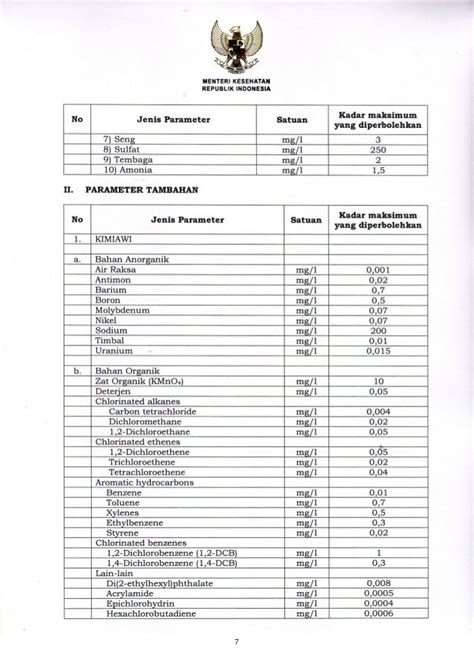 MENTERI KESEHATAN
REPUBLIK INDONESIA
No Jenis Parameter Satuan Kadar maksimum yang diperbolehkan
7) Seng mg/l 3
8) Sulfat mg/l 250
9) Tembaga mg/l 2
10) Amonia mg/l 1,5
II. PARAMETER TAMBAHAN
No Jenis Parameter Satuan Kadar maksimum yang diperbolehkan
1. KIMIAWI
a. Bahan Anorganik
Air Raksa mg/l 0,001
Antimon mg/l 0,02
Barium mg/l 0,7
Boron mg/l 0,5
Molybdenum mg/l 0,07
Nikel mg/l 0,07
Sodium mg/l 200
Timbal mg/l 0,01
Uranium mg/l 0,015
b. Bahan Organik
Zat Organik (KMnO₄) mg/l 10
Deterjen mg/l 0,05
Chlorinated alkanes
Carbon tetrachloride mg/l 0,004
Dichloromethane mg/l 0,02
1,2-Dichloroethane mg/l 0,05
Chlorinated ethenes
1,2-Dichloroethene mg/l 0,05
Trichloroethene mg/l 0,02
Tetrachloroethene mg/l 0,04
Aromatic hydrocarbons
Benzene mg/l 0,01
Toluene mg/l 0,7
Xylenes mg/l 0,5
Ethylbenzene mg/l 0,3
Styrene mg/l 0,02
Chlorinated benzenes
1,2-Dichlorobenzene (1,2-DCB) mg/l 1
1,4-Dichlorobenzene (1,4-DCB) mg/l 0,3
Lain-lain
Di(2-ethylhexyl)phthalate mg/l 0,008
Acrylamide mg/l 0,0005
Epichlorohydrin mg/l 0,0004
Hexachlorobutadiene mg/l 0,0006
7